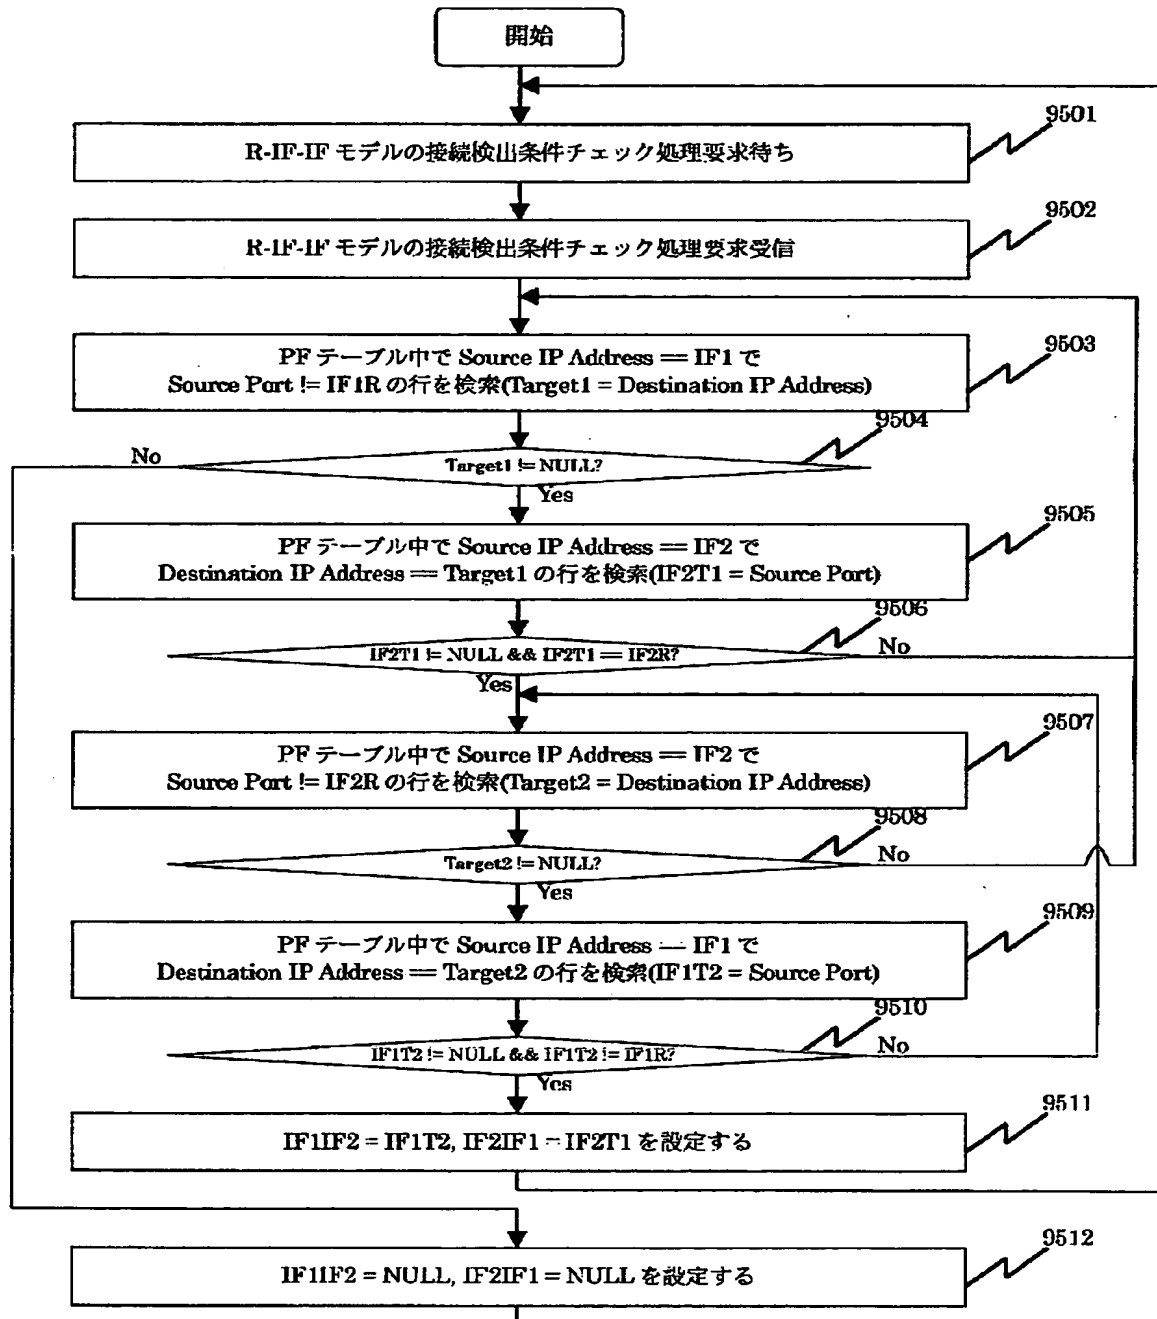 開始
9501
R-IF-IF モデルの接続検出条件チェック処理要求待ち
9502
R-IF-IF モデルの接続検出条件チェック処理要求受信
9503
PF テーブル中で Source IP Address == IF1 で
Source Port != IF1R の行を検索(Target1 = Destination IP Address)
9504
No
Target1 != NULL?
Yes
9505
PF テーブル中で Source IP Address == IF2 で
Destination IP Address == Target1 の行を検索(IF2T1 = Source Port)
9506
IF2T1 != NULL && IF2T1 == IF2R?
No
Yes
9507
PF テーブル中で Source IP Address == IF2 で
Source Port != IF2R の行を検索(Target2 = Destination IP Address)
9508
Target2 != NULL?
No
Yes
9509
PF テーブル中で Source IP Address == IF1 で
Destination IP Address == Target2 の行を検索(IF1T2 = Source Port)
9510
IF1T2 != NULL && IF1T2 != IF1R?
No
Yes
9511
IF1IF2 = IF1T2, IF2IF1 = IF2T1 を設定する
9512
IF1IF2 = NULL, IF2IF1 = NULL を設定する